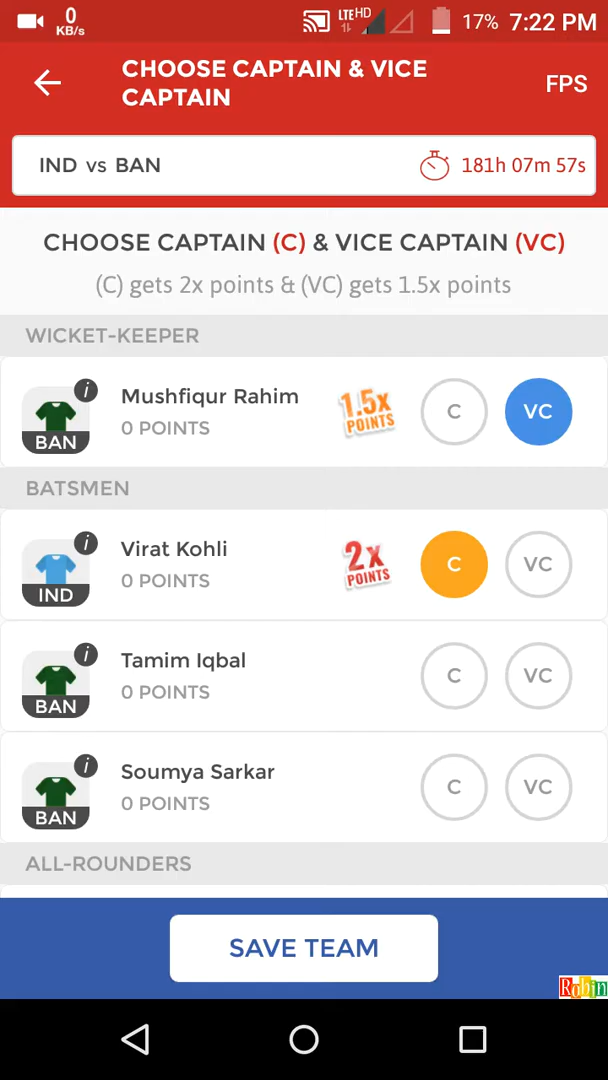 0 KB/s LTE HD 17% 7:22 PM
CHOOSE CAPTAIN & VICE
CAPTAIN
FPS
IND vs BAN 181h 07m 57s
CHOOSE CAPTAIN (C) & VICE CAPTAIN (VC)
(C) gets 2x points & (VC) gets 1.5x points
WICKET-KEEPER
i
BAN
Mushfiqur Rahim
0 POINTS
1.5x
POINTS
C
VC
BATSMEN
i
IND
Virat Kohli
0 POINTS
2x
POINTS
C
VC
i
BAN
Tamim Iqbal
0 POINTS
C
VC
i
BAN
Soumya Sarkar
0 POINTS
C
VC
ALL-ROUNDERS
SAVE TEAM
Robin